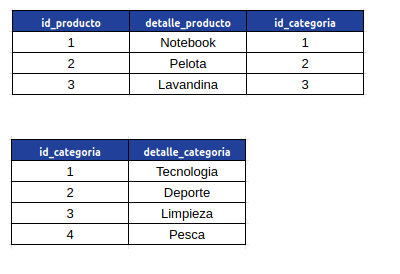 id_producto detalle_producto id_categoria
1 Notebook 1
2 Pelota 2
3 Lavandina 3
id_categoria detalle_categoria
1 Tecnologia
2 Deporte
3 Limpieza
4 Pesca